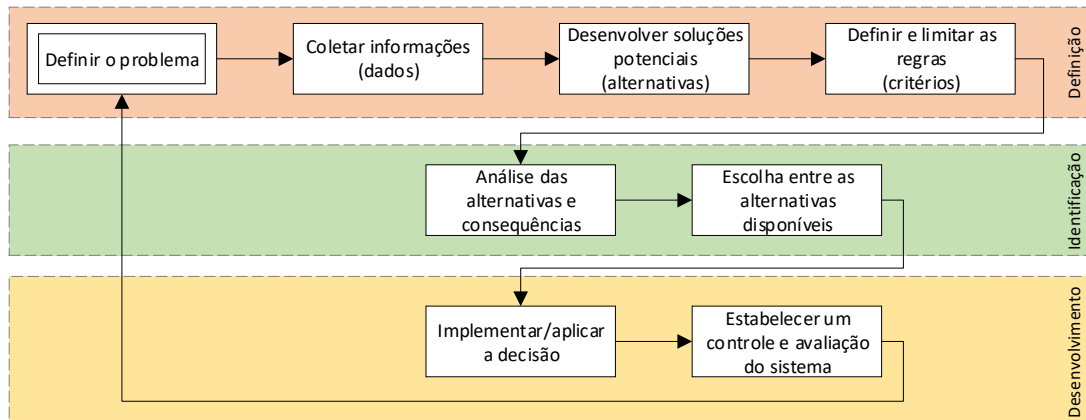 Definir o problema
Coletar informações
(dados)
Desenvolver soluções
potenciais
(alternativas)
Definir e limitar as
regras
(critérios)
Definição
Análise das
alternativas e
consequências
Escolha entre as
alternativas
disponíveis
Identificação
Implementar/aplicar
a decisão
Estabelecer um
controle e avaliação
do sistema
Desenvolvimento